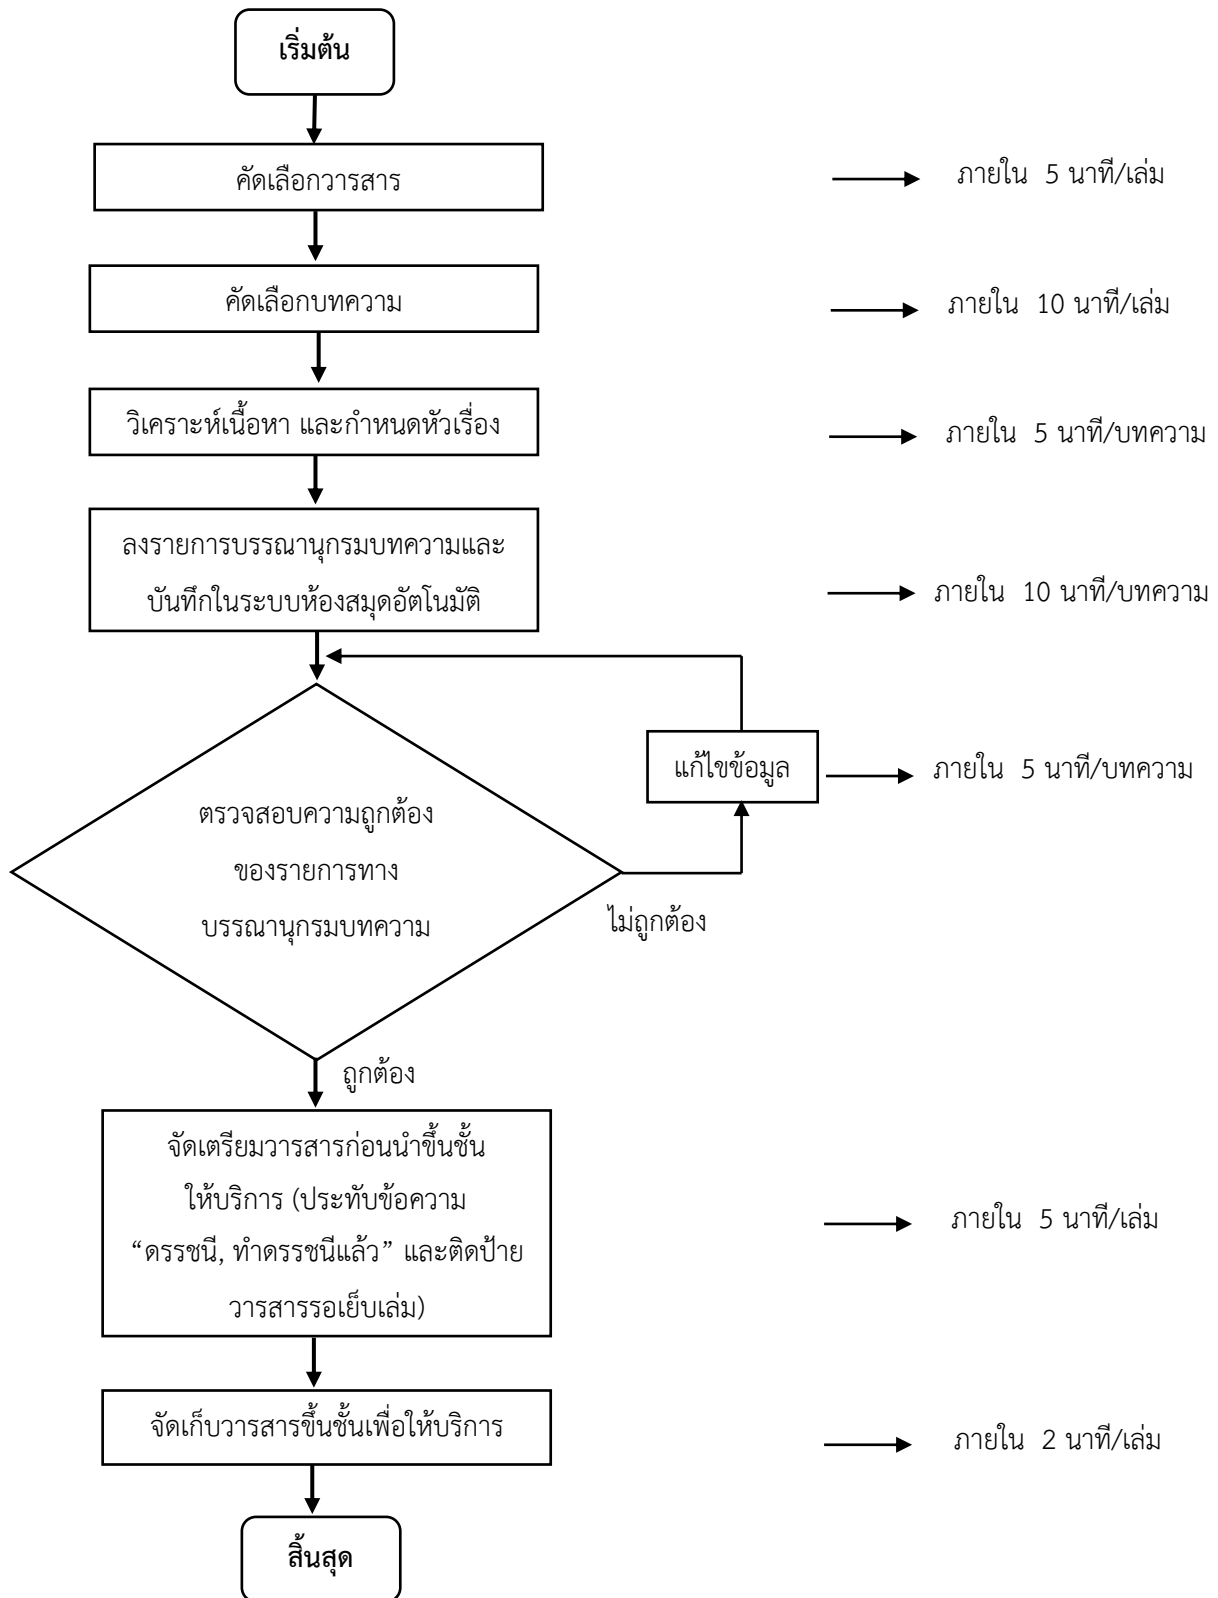 เริ่มต้น
คัดเลือกวารสาร
ภายใน 5 นาที/เล่ม
คัดเลือกบทความ
ภายใน 10 นาที/เล่ม
วิเคราะห์เนื้อหา และกำหนดหัวเรื่อง
ภายใน 5 นาที/บทความ
ลงรายการบรรณานุกรมบทความและ
บันทึกในระบบห้องสมุดอัตโนมัติ
ภายใน 10 นาที/บทความ
แก้ไขข้อมูล
ภายใน 5 นาที/บทความ
ตรวจสอบความถูกต้อง
ของรายการทาง
บรรณานุกรมบทความ
ไม่ถูกต้อง
ถูกต้อง
จัดเตรียมวารสารก่อนนำขึ้นชั้น
ให้บริการ (ประทับข้อความ
“ดรรชนี, ทำดรรชนีแล้ว” และติดป้าย
วารสารรอเย็บเล่ม)
ภายใน 5 นาที/เล่ม
จัดเก็บวารสารขึ้นชั้นเพื่อให้บริการ
ภายใน 2 นาที/เล่ม
สิ้นสุด